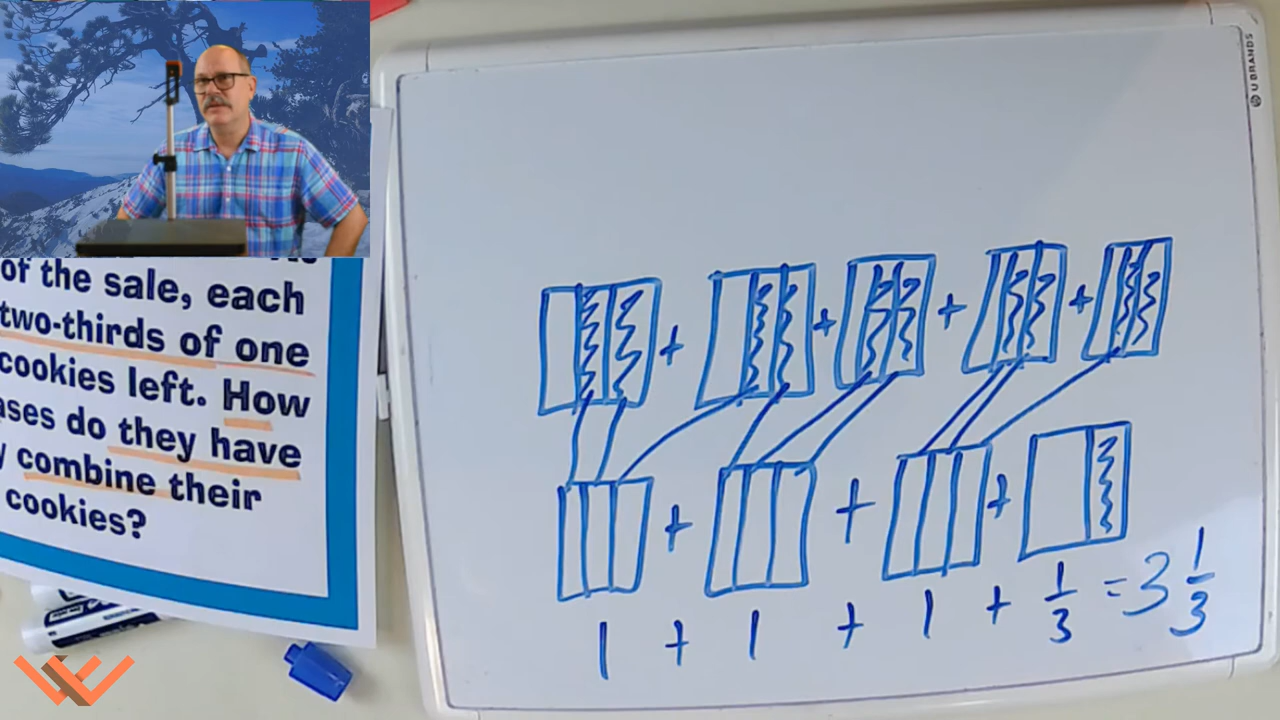 of the sale, each
two-thirds of one
cookies left. How
do they have
combine their
cookies?
U BRANDS
+ + + +
+ + +
1 + 1 + 1 + 1/3 = 3 1/3